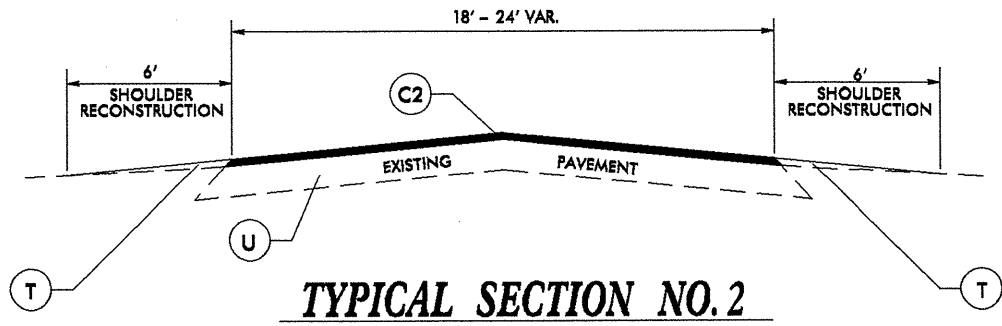 18' – 24' VAR.
6'
SHOULDER
RECONSTRUCTION
6'
SHOULDER
RECONSTRUCTION
C2
EXISTING PAVEMENT
U
T
T
TYPICAL SECTION NO. 2